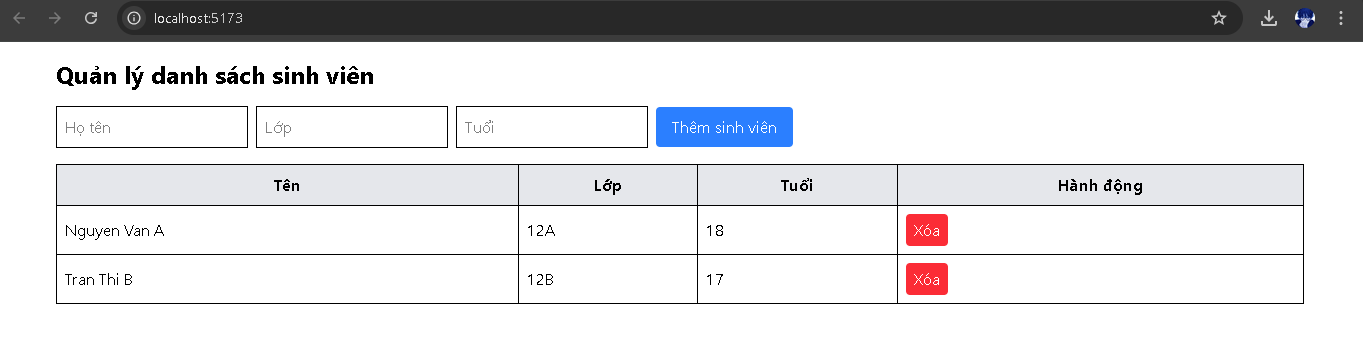 localhost:5173
Quản lý danh sách sinh viên
Họ tên Lớp Tuổi Thêm sinh viên
Tên Lớp Tuổi Hành động
Nguyen Van A 12A 18 Xóa
Tran Thi B 12B 17 Xóa